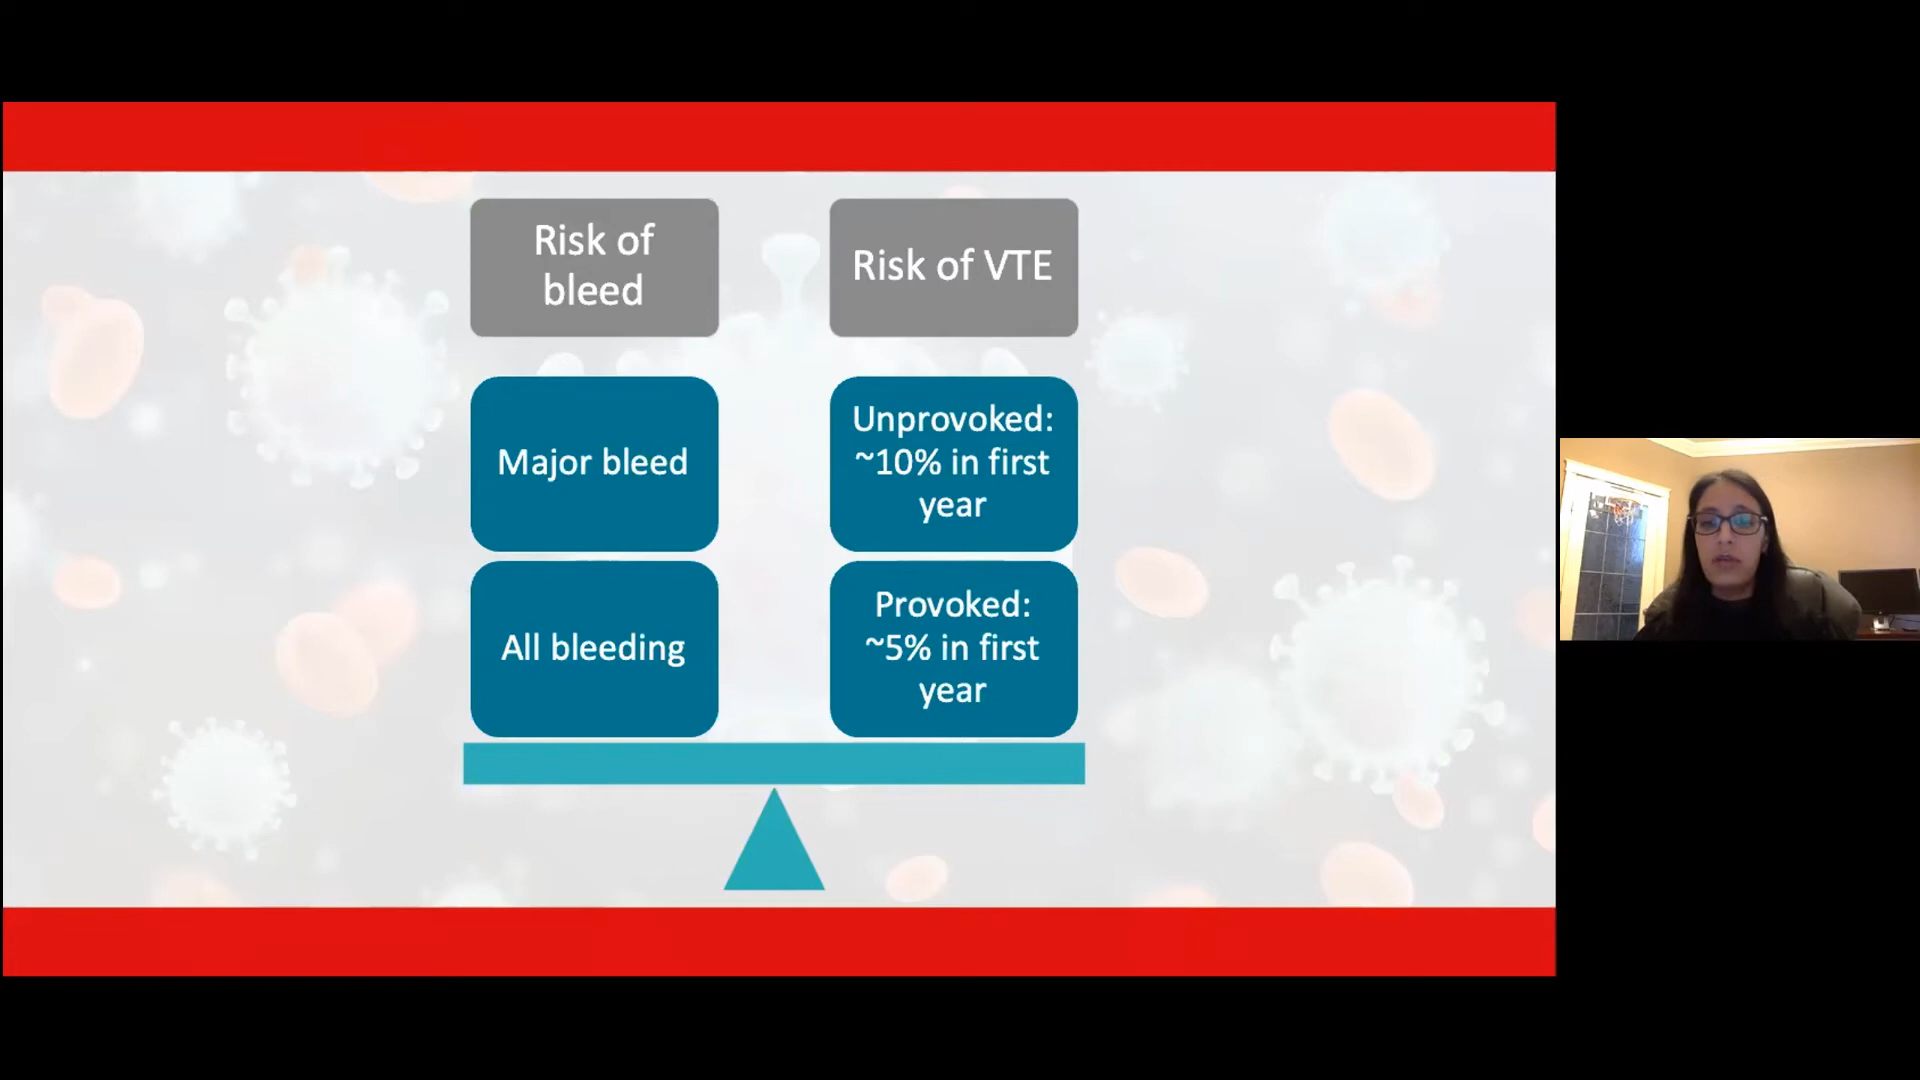 Risk of
bleed
Risk of VTE
Major bleed
Unprovoked:
~10% in first
year
All bleeding
Provoked:
~5% in first
year